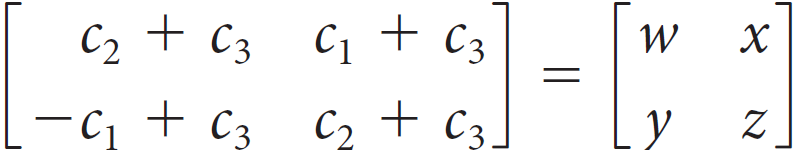 [ c₂ + c₃  c₁ + c₃ ] = [ w  x ]
[ −c₁ + c₃  c₂ + c₃ ]   [ y  z ]